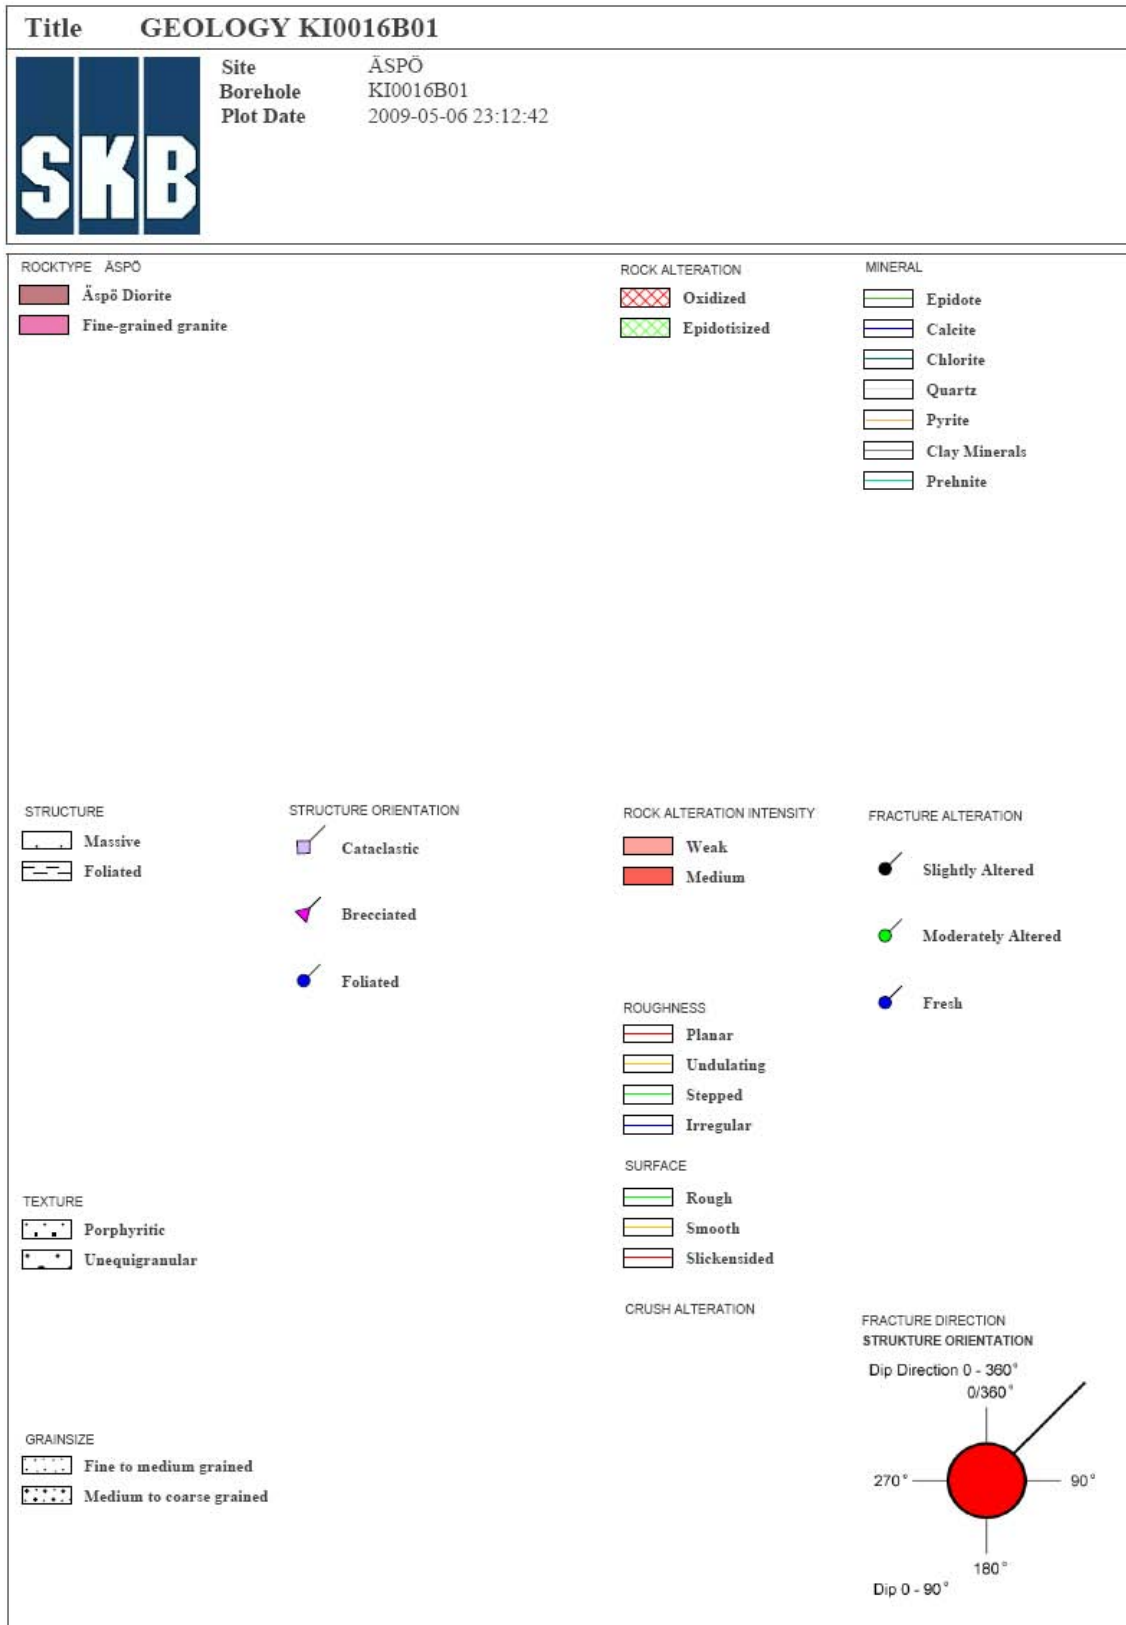 Title GEOLOGY KI0016B01
SKB
Site ÄSPÖ
Borehole KI0016B01
Plot Date 2009-05-06 23:12:42
ROCKTYPE ÄSPÖ
Äspö Diorite
Fine-grained granite
ROCK ALTERATION
Oxidized
Epidotisized
MINERAL
Epidote
Calcite
Chlorite
Quartz
Pyrite
Clay Minerals
Prehnite
STRUCTURE
Massive
Foliated
STRUCTURE ORIENTATION
Cataclastic
Brecciated
Foliated
ROCK ALTERATION INTENSITY
Weak
Medium
FRACTURE ALTERATION
Slightly Altered
Moderately Altered
Fresh
ROUGHNESS
Planar
Undulating
Stepped
Irregular
SURFACE
Rough
Smooth
Slickensided
CRUSH ALTERATION
TEXTURE
Porphyritic
Unequigranular
GRAINSIZE
Fine to medium grained
Medium to coarse grained
FRACTURE DIRECTION
STRUKTURE ORIENTATION
Dip Direction 0 - 360°
0/360°
270° 90°
180°
Dip 0 - 90°